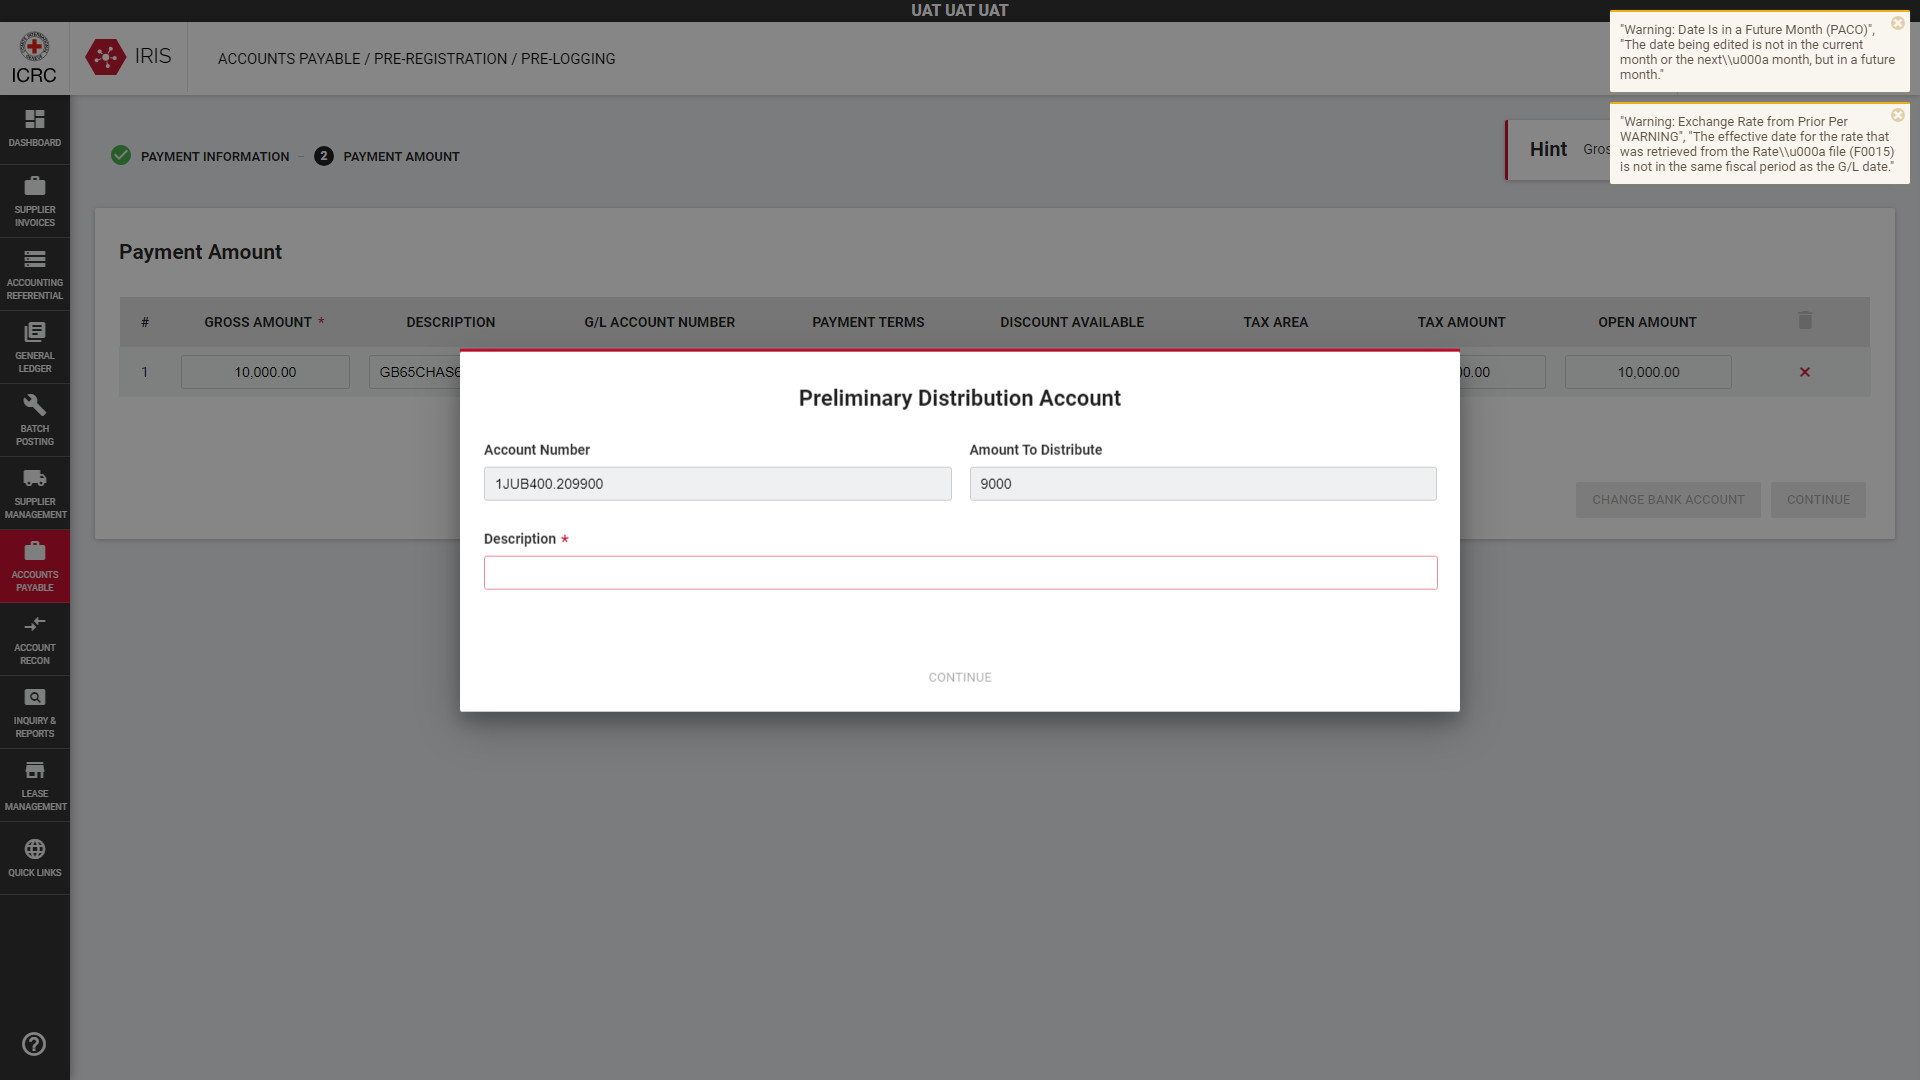 UAT UAT UAT
ICRC
IRIS
ACCOUNTS PAYABLE / PRE-REGISTRATION / PRE-LOGGING
"Warning: Date Is in a Future Month (PACO)",
"The date being edited is not in the current
month or the next\\u000a month, but in a future
month."
"Warning: Exchange Rate from Prior Per
WARNING", "The effective date for the rate that
was retrieved from the Rate\\u000a file (F0015)
is not in the same fiscal period as the G/L date."
DASHBOARD
SUPPLIER
INVOICES
ACCOUNTING
REFERENTIAL
GENERAL
LEDGER
BATCH
POSTING
SUPPLIER
MANAGEMENT
ACCOUNTS
PAYABLE
ACCOUNT
RECON
INQUIRY &
REPORTS
LEASE
MANAGEMENT
QUICK LINKS
PAYMENT INFORMATION
2 PAYMENT AMOUNT
Hint Gros
Payment Amount
# GROSS AMOUNT * DESCRIPTION G/L ACCOUNT NUMBER PAYMENT TERMS DISCOUNT AVAILABLE TAX AREA TAX AMOUNT OPEN AMOUNT
1 10,000.00 GB65CHAS6 0.00 10,000.00
CHANGE BANK ACCOUNT CONTINUE
Preliminary Distribution Account
Account Number Amount To Distribute
1JUB400.209900 9000
Description *
CONTINUE